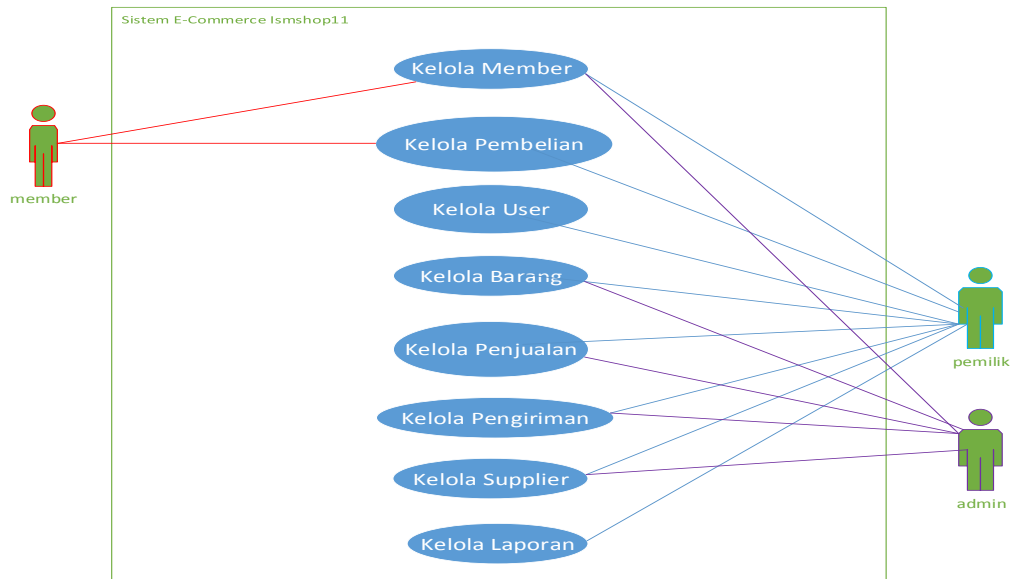 Sistem E-Commerce Ismshop11
Kelola Member
Kelola Pembelian
member
Kelola User
Kelola Barang
Kelola Penjualan
pemilik
Kelola Pengiriman
Kelola Supplier
admin
Kelola Laporan